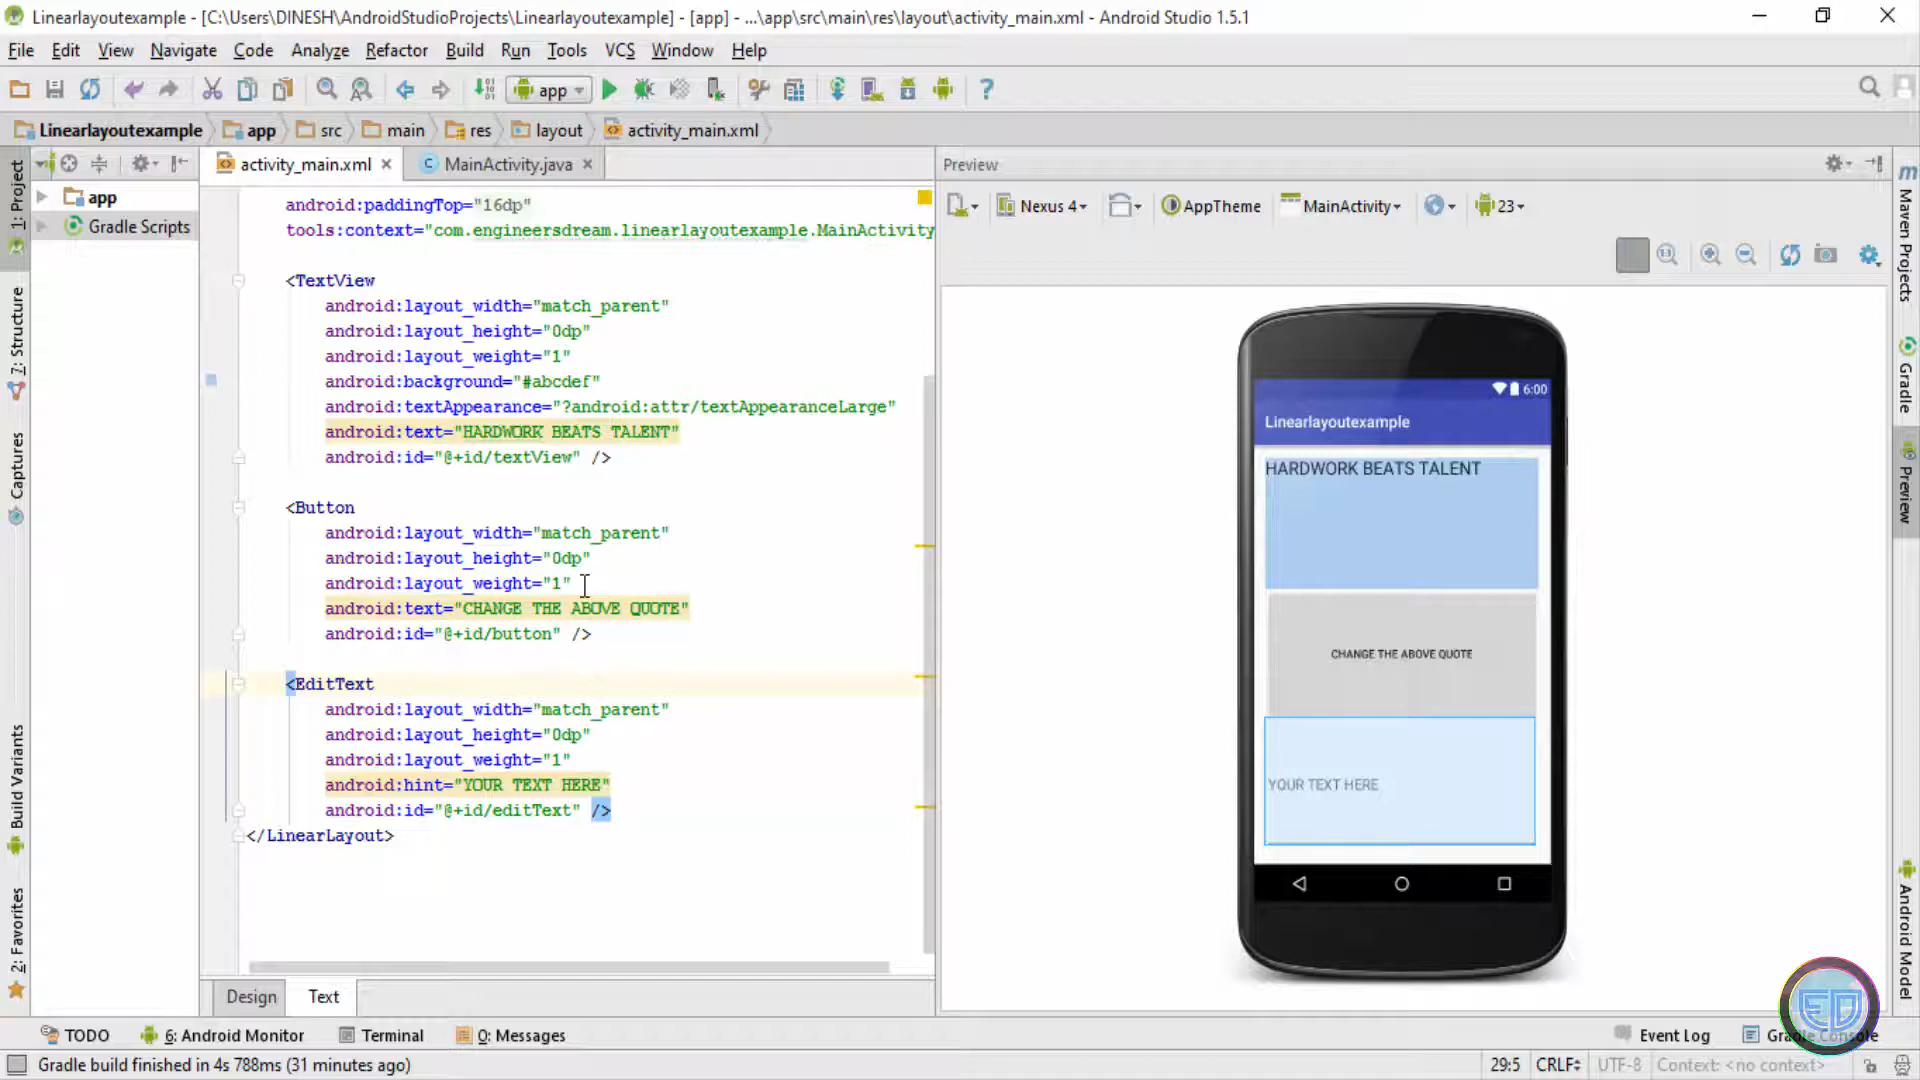 Linearlayoutexample - [C:\Users\DINESH\AndroidStudioProjects\Linearlayoutexample] - [app] - ...\app\src\main\res\layout\activity_main.xml - Android Studio 1.5.1
File Edit View Navigate Code Analyze Refactor Build Run Tools VCS Window Help
app
Linearlayoutexample app src main res layout activity_main.xml
activity_main.xml MainActivity.java Preview
1: Project
7: Structure
Captures
Build Variants
2: Favorites
app
Gradle Scripts
android:paddingTop="16dp"
tools:context="com.engineersdream.linearlayoutexample.MainActivity
<TextView
android:layout_width="match_parent"
android:layout_height="0dp"
android:layout_weight="1"
android:background="#abcdef"
android:textAppearance="?android:attr/textAppearanceLarge"
android:text="HARDWORK BEATS TALENT"
android:id="@+id/textView" />
<Button
android:layout_width="match_parent"
android:layout_height="0dp"
android:layout_weight="1"
android:text="CHANGE THE ABOVE QUOTE"
android:id="@+id/button" />
<EditText
android:layout_width="match_parent"
android:layout_height="0dp"
android:layout_weight="1"
android:hint="YOUR TEXT HERE"
android:id="@+id/editText" />
</LinearLayout>
Design Text
Nexus 4 AppTheme MainActivity 23
6:00
Linearlayoutexample
HARDWORK BEATS TALENT
CHANGE THE ABOVE QUOTE
YOUR TEXT HERE
m Maven Projects
Gradle
Preview
Android Model
ED
TODO 6: Android Monitor Terminal 0: Messages Event Log Gradle Console
Gradle build finished in 4s 788ms (31 minutes ago) 29:5 CRLF UTF-8 Context: <no context>